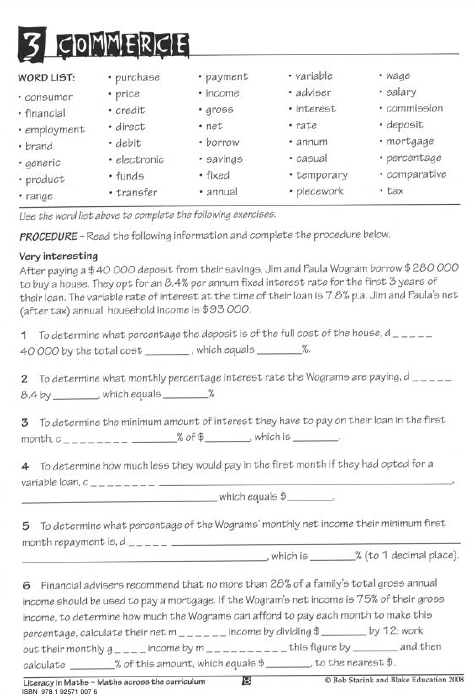 3 COMMERCE
WORD LIST:
• consumer
• financial
• employment
• brand
• generic
• product
• range
• purchase
• price
• credit
• direct
• debit
• electronic
• funds
• transfer
• payment
• income
• gross
• net
• borrow
• savings
• fixed
• annual
• variable
• adviser
• interest
• rate
• annum
• casual
• temporary
• piecework
• wage
• salary
• commission
• deposit
• mortgage
• percentage
• comparative
• tax
Use the word list above to complete the following exercises.
PROCEDURE – Read the following information and complete the procedure below.
Very interesting
After paying a $40 000 deposit from their savings, Jim and Paula Wogram borrow $280 000
to buy a house. They opt for an 8.4% per annum fixed interest rate for the first 3 years of
their loan. The variable rate of interest at the time of their loan is 7.8% p.a. Jim and Paula's net
(after tax) annual household income is $93 000.
1 To determine what percentage the deposit is of the full cost of the house, d _ _ _ _ _
40 000 by the total cost ________, which equals ________%.
2 To determine what monthly percentage interest rate the Wograms are paying, d _ _ _ _ _
8.4 by ________, which equals ________%
3 To determine the minimum amount of interest they have to pay on their loan in the first
month, c _ _ _ _ _ _ _ _ ________% of $________, which is ________.
4 To determine how much less they would pay in the first month if they had opted for a
variable loan, c _ _ _ _ _ _ _ _ ________,
________ which equals $________.
5 To determine what percentage of the Wograms' monthly net income their minimum first
month repayment is, d _ _ _ _ _ ________
________, which is ________% (to 1 decimal place).
6 Financial advisers recommend that no more than 28% of a family's total gross annual
income should be used to pay a mortgage. If the Wogram's net income is 75% of their gross
income, to determine how much the Wograms can afford to pay each month to make this
percentage, calculate their net m _ _ _ _ _ _ income by dividing $________ by 12; work
out their monthly g _ _ _ _ income by m _ _ _ _ _ _ _ _ _ _ this figure by ________ and then
calculate ________% of this amount, which equals $________, to the nearest $.
Literacy in Maths – Maths across the curriculum
© Bob Starink and Blake Education 2008
ISBN 978 1 92571 007 6